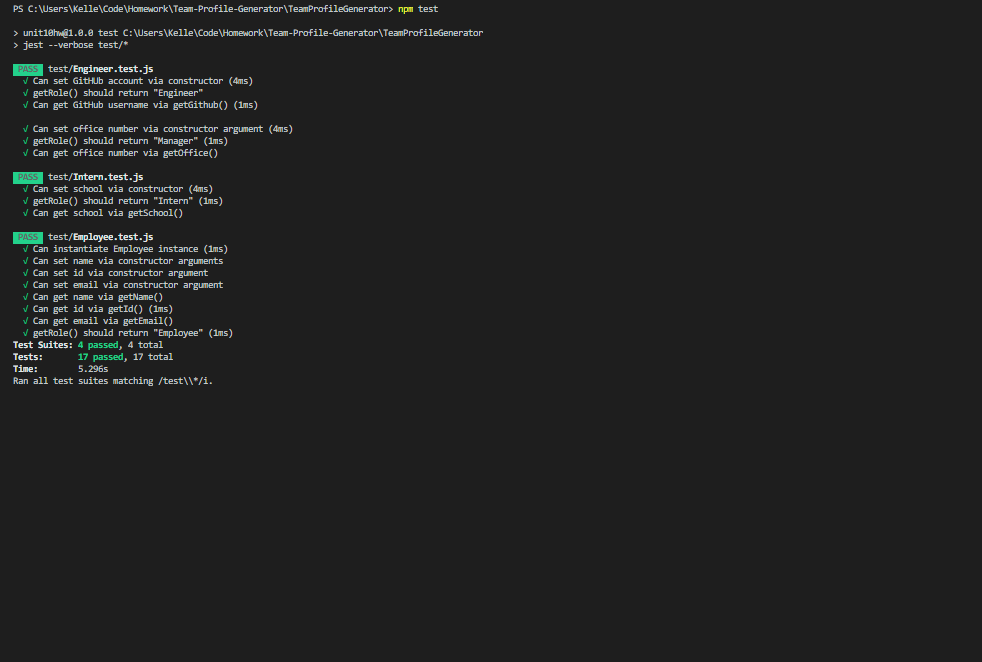 PS C:\Users\Kelle\Code\Homework\Team-Profile-Generator\TeamProfileGenerator> npm test
> unit10hw@1.0.0 test C:\Users\Kelle\Code\Homework\Team-Profile-Generator\TeamProfileGenerator
> jest --verbose test/*
PASS test/Engineer.test.js
√ Can set GitHUb account via constructor (4ms)
√ getRole() should return "Engineer"
√ Can get GitHub username via getGithub() (1ms)
√ Can set office number via constructor argument (4ms)
√ getRole() should return "Manager" (1ms)
√ Can get office number via getOffice()
PASS test/Intern.test.js
√ Can set school via constructor (4ms)
√ getRole() should return "Intern" (1ms)
√ Can get school via getSchool()
PASS test/Employee.test.js
√ Can instantiate Employee instance (1ms)
√ Can set name via constructor arguments
√ Can set id via constructor argument
√ Can set email via constructor argument
√ Can get name via getName()
√ Can get id via getId() (1ms)
√ Can get email via getEmail()
√ getRole() should return "Employee" (1ms)
Test Suites: 4 passed, 4 total
Tests: 17 passed, 17 total
Time: 5.296s
Ran all test suites matching /test\\*/i.